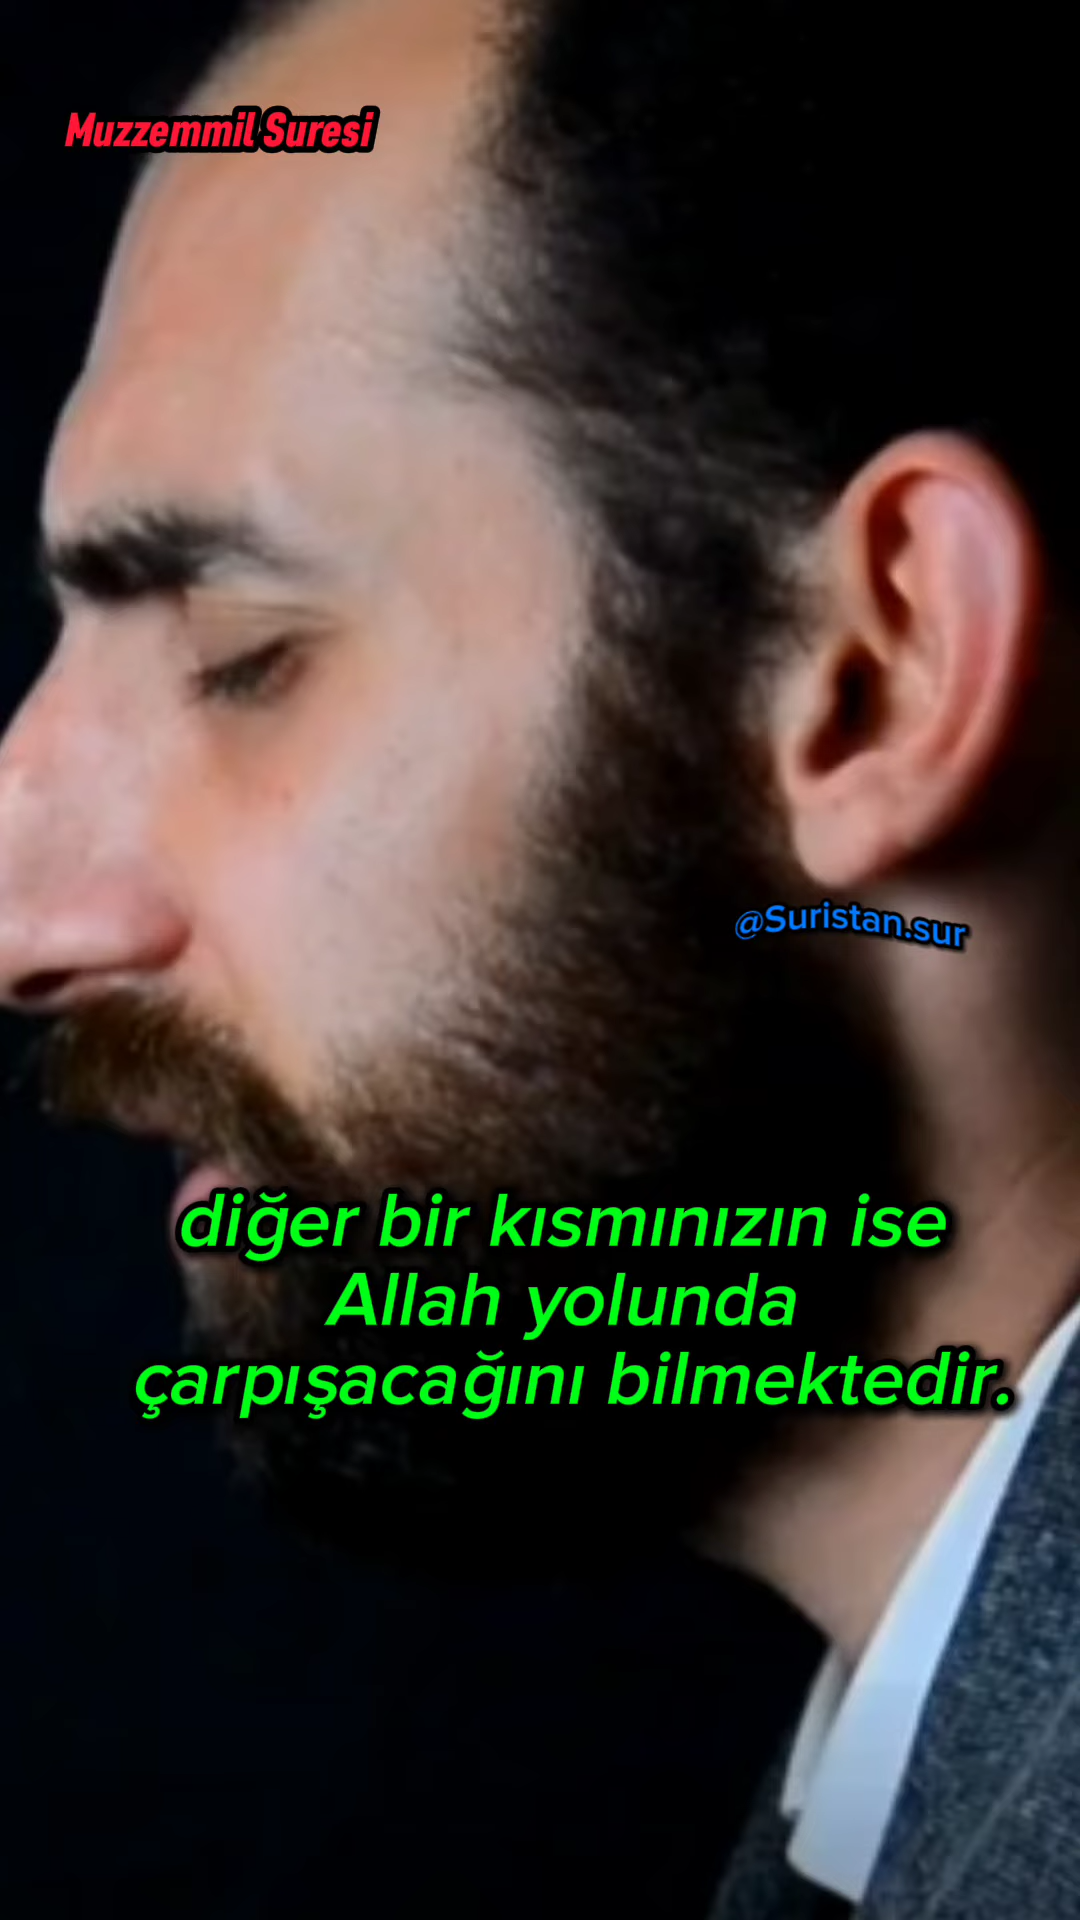 Muzzemmil Suresi
@Suristan.sur
diğer bir kısmınızın ise
Allah yolunda
çarpışacağını bilmektedir.